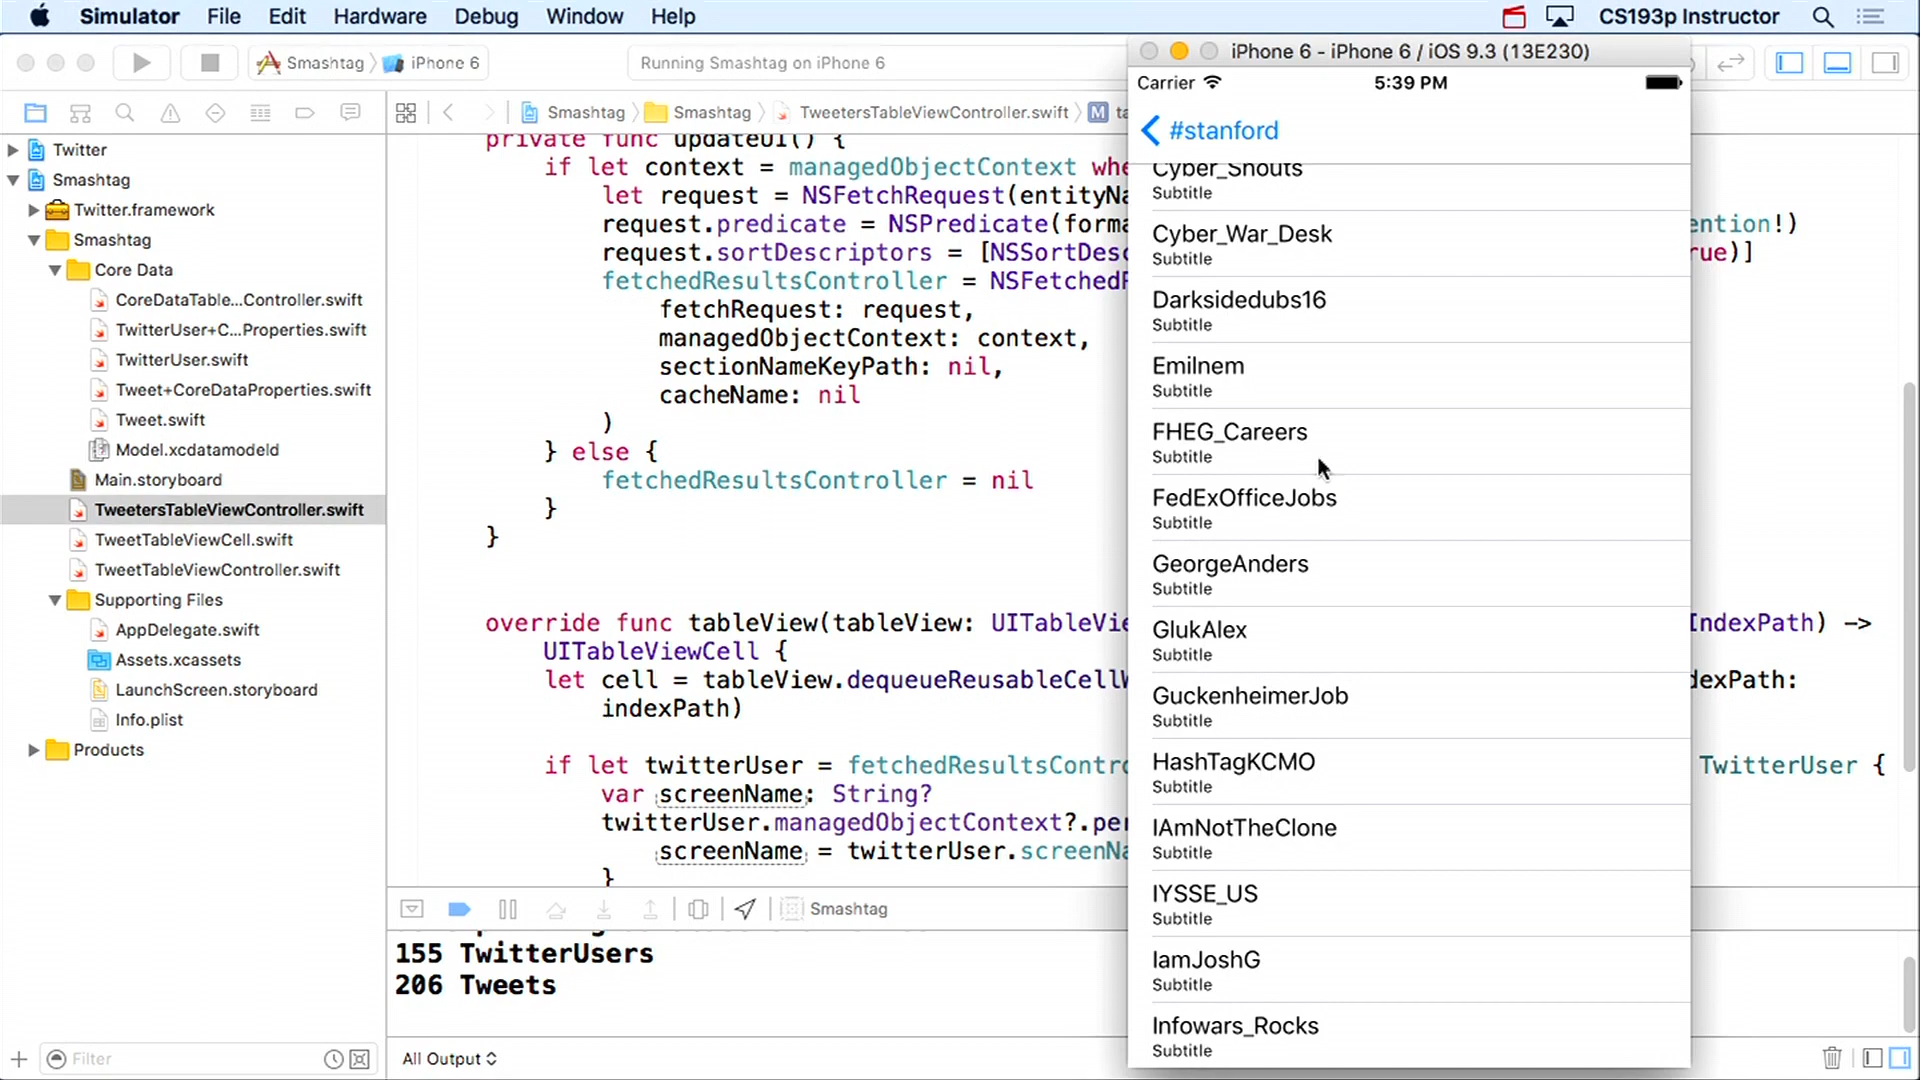 Simulator File Edit Hardware Debug Window Help CS193p Instructor
Smashtag iPhone 6 Running Smashtag on iPhone 6
iPhone 6 - iPhone 6 / iOS 9.3 (13E230)
Carrier 5:39 PM
Smashtag Smashtag TweetersTableViewController.swift M
#stanford
Twitter
Smashtag
Twitter.framework
Smashtag
Core Data
CoreDataTable...Controller.swift
TwitterUser+C...Properties.swift
TwitterUser.swift
Tweet+CoreDataProperties.swift
Tweet.swift
Model.xcdatamodeld
Main.storyboard
TweetersTableViewController.swift
TweetTableViewCell.swift
TweetTableViewController.swift
Supporting Files
AppDelegate.swift
Assets.xcassets
LaunchScreen.storyboard
Info.plist
Products
Filter
private func updateUI() {
if let context = managedObjectContext whe
let request = NSFetchRequest(entityNa
request.predicate = NSPredicate(forma ention!)
request.sortDescriptors = [NSSortDesc rue)]
fetchedResultsController = NSFetchedR
fetchRequest: request,
managedObjectContext: context,
sectionNameKeyPath: nil,
cacheName: nil
)
} else {
fetchedResultsController = nil
}
}
override func tableView(tableView: UITableVie IndexPath) ->
UITableViewCell {
let cell = tableView.dequeueReusableCellW dexPath:
indexPath)
if let twitterUser = fetchedResultsContro TwitterUser {
var screenName: String?
twitterUser.managedObjectContext?.per
screenName = twitterUser.screenNa
}
Smashtag
155 TwitterUsers
206 Tweets
All Output
Cyber_Shouts
Subtitle
Cyber_War_Desk
Subtitle
Darksidedubs16
Subtitle
Emilnem
Subtitle
FHEG_Careers
Subtitle
FedExOfficeJobs
Subtitle
GeorgeAnders
Subtitle
GlukAlex
Subtitle
GuckenheimerJob
Subtitle
HashTagKCMO
Subtitle
IAmNotTheClone
Subtitle
IYSSE_US
Subtitle
IamJoshG
Subtitle
Infowars_Rocks
Subtitle